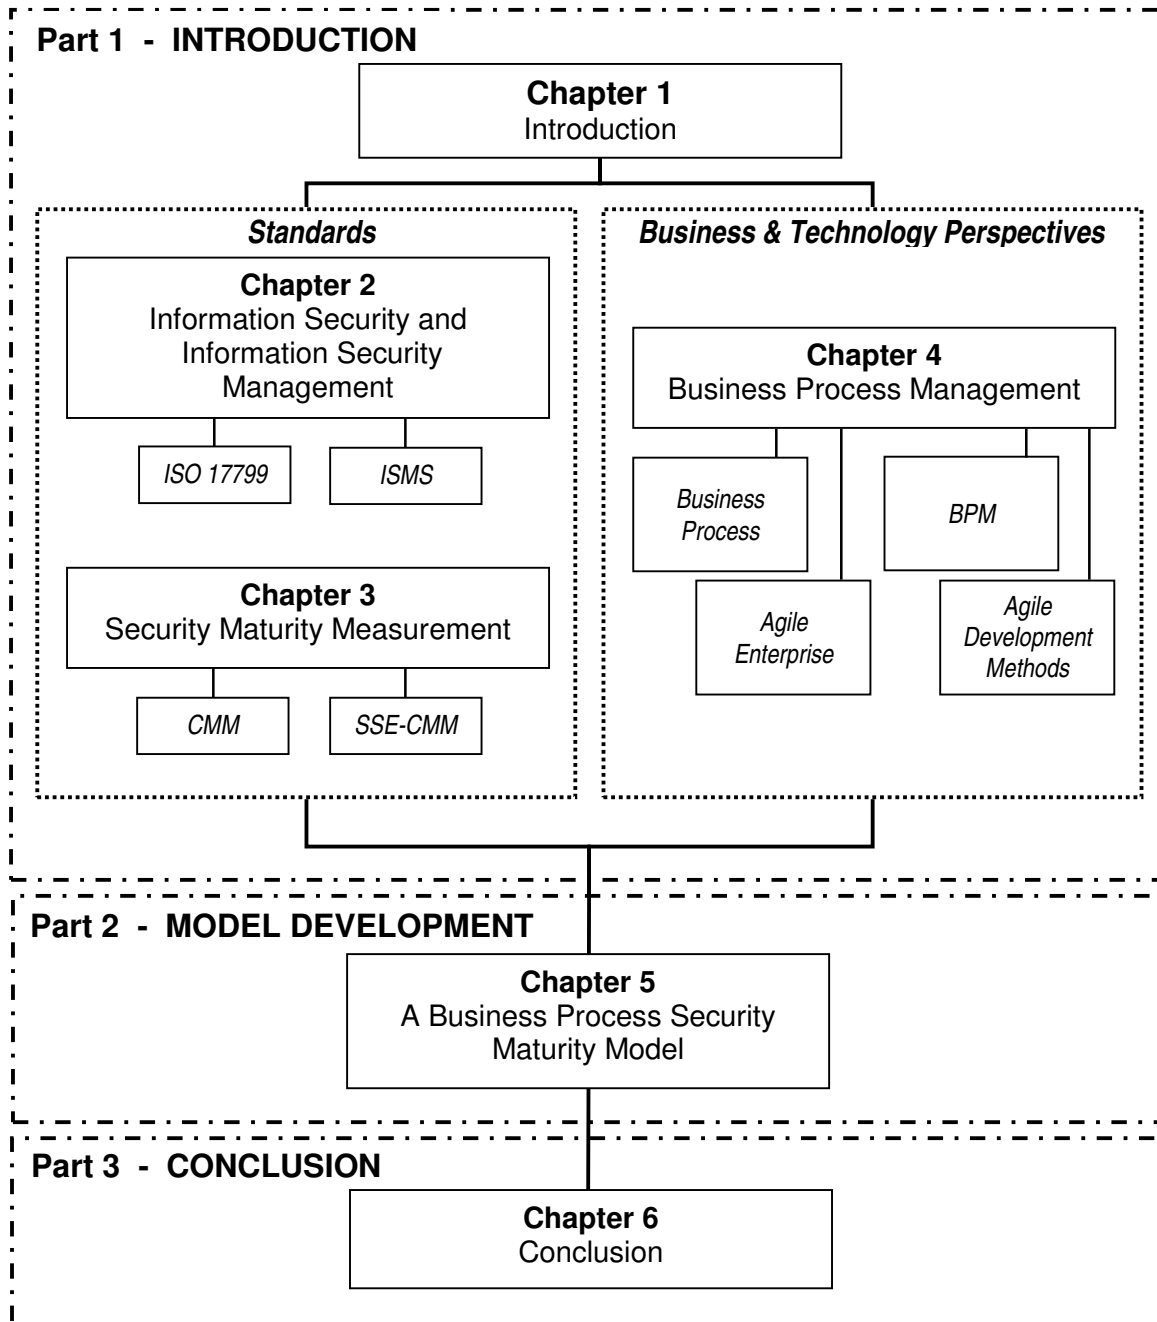 Part 1 - INTRODUCTION
Chapter 1
Introduction
Standards
Chapter 2
Information Security and
Information Security
Management
ISO 17799
ISMS
Chapter 3
Security Maturity Measurement
CMM
SSE-CMM
Business & Technology Perspectives
Chapter 4
Business Process Management
Business
Process
BPM
Agile
Enterprise
Agile
Development
Methods
Part 2 - MODEL DEVELOPMENT
Chapter 5
A Business Process Security
Maturity Model
Part 3 - CONCLUSION
Chapter 6
Conclusion